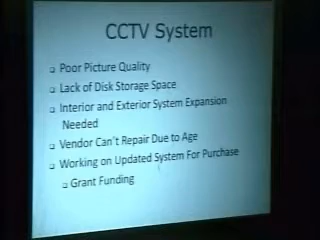 CCTV System
Poor Picture Quality
Lack of Disk Storage Space
Interior and Exterior System Expansion
Needed
Vendor Can't Repair Due to Age
Working on Updated System For Purchase
Grant Funding